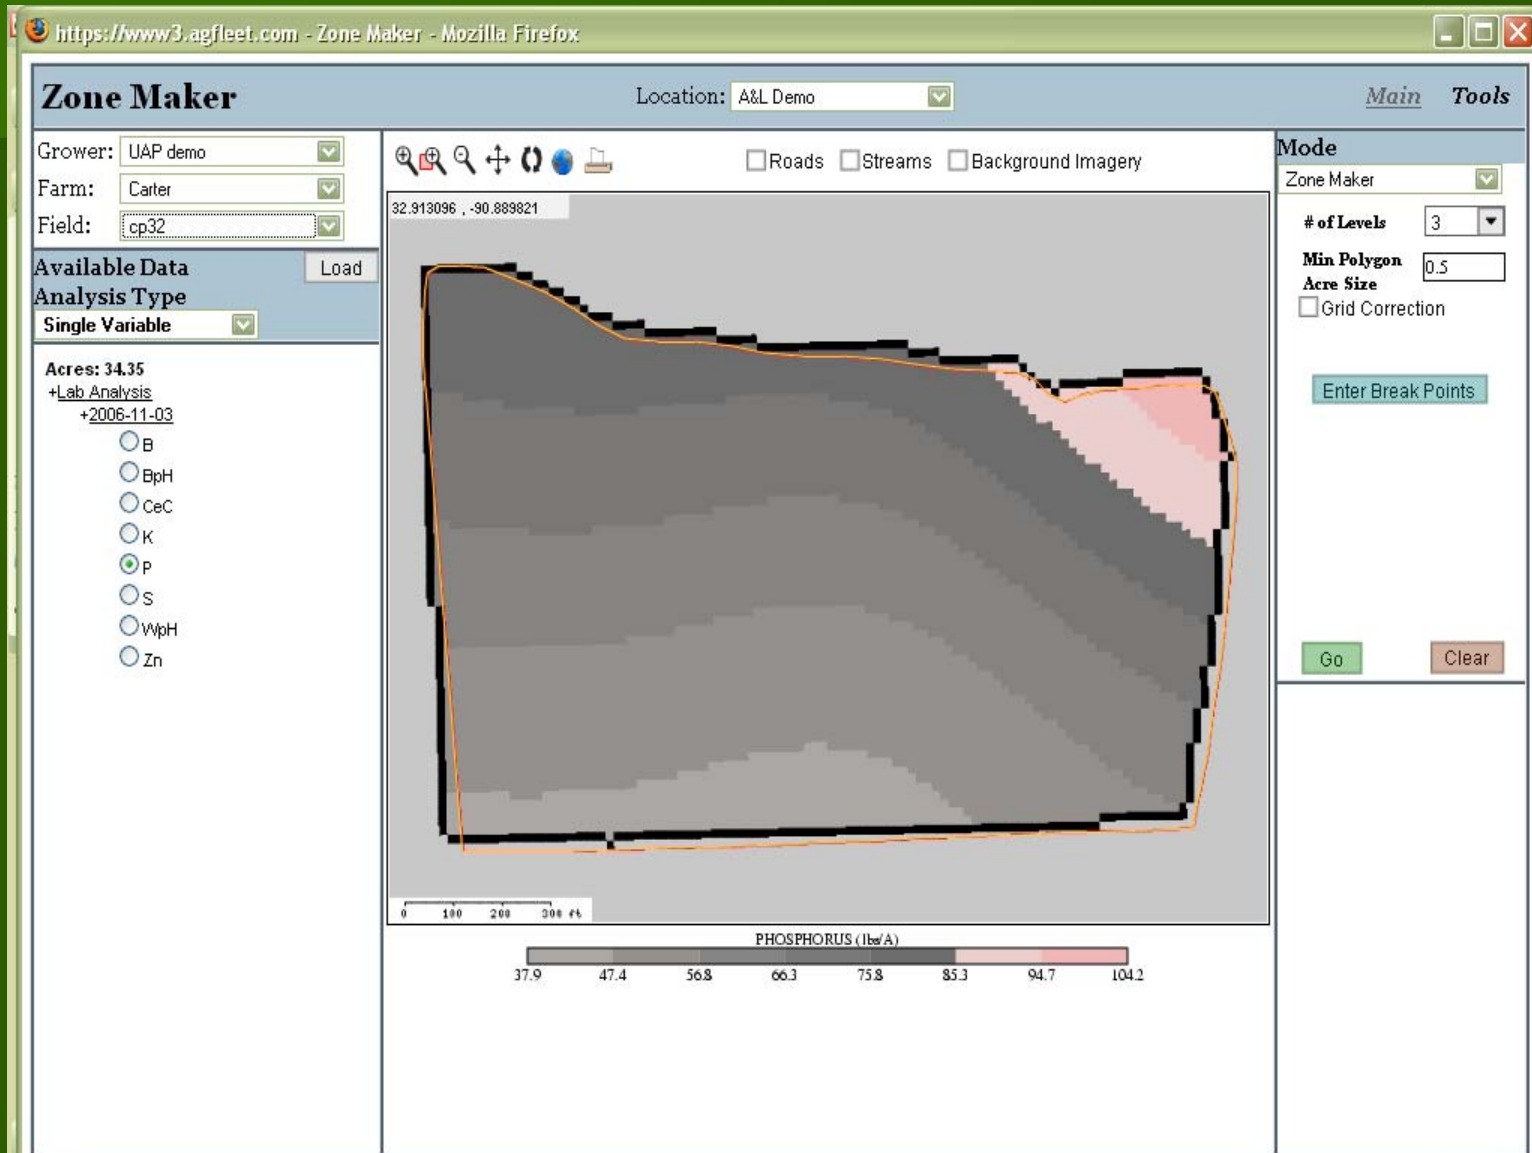 https://www3.agfleet.com - Zone Maker - Mozilla Firefox
Zone Maker
Location: A&L Demo
Main Tools
Grower: UAP demo
Farm: Carter
Field: cp32
Available Data
Load
Analysis Type
Single Variable
Acres: 34.35
+Lab Analysis
+2006-11-03
B
BpH
CeC
K
P
S
WpH
Zn
Roads Streams Background Imagery
32.913096 , -90.889821
0 100 200 300 ft
PHOSPHORUS (lbs/A)
37.9 47.4 56.8 66.3 75.8 85.3 94.7 104.2
Mode
Zone Maker
# of Levels 3
Min Polygon
Acre Size 0.5
Grid Correction
Enter Break Points
Go Clear